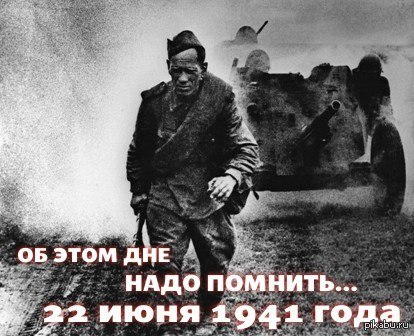 ОБ ЭТОМ ДНЕ
НАДО ПОМНИТЬ...
22 ИЮНЯ 1941 ГОДА
pikabu.ru